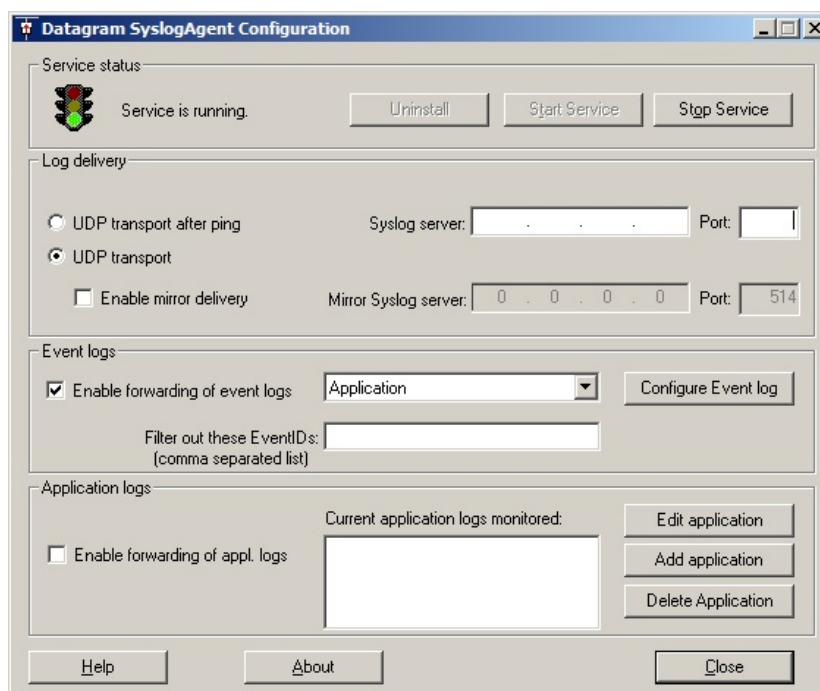 Datagram SyslogAgent Configuration
Service status
Service is running.
Uninstall
Start Service
Stop Service
Log delivery
UDP transport after ping
Syslog server: . . .
Port:
UDP transport
Enable mirror delivery
Mirror Syslog server: 0 . 0 . 0 . 0
Port: 514
Event logs
Enable forwarding of event logs
Application
Configure Event log
Filter out these EventIDs:
(comma separated list)
Application logs
Current application logs monitored:
Edit application
Enable forwarding of appl. logs
Add application
Delete Application
Help
About
Close